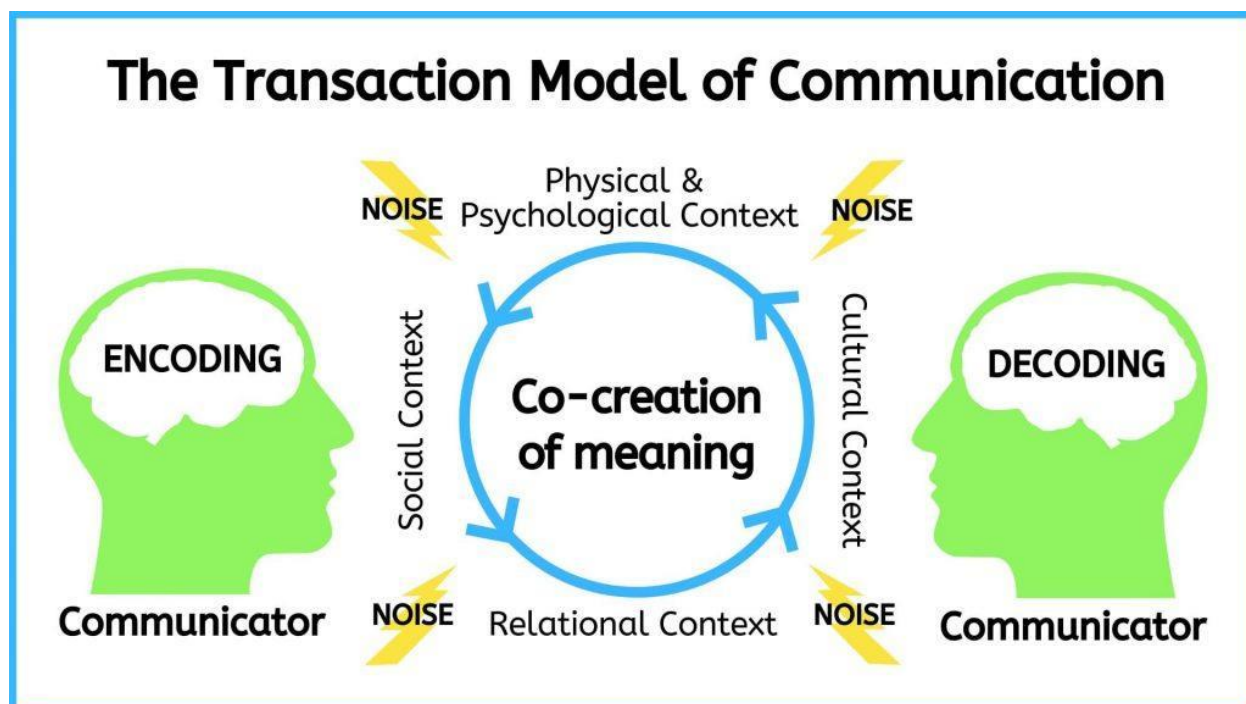 The Transaction Model of Communication
NOISE
Physical &
Psychological Context
NOISE
ENCODING
Social Context
Co-creation
of meaning
Cultural Context
DECODING
Communicator
NOISE
Relational Context
NOISE
Communicator